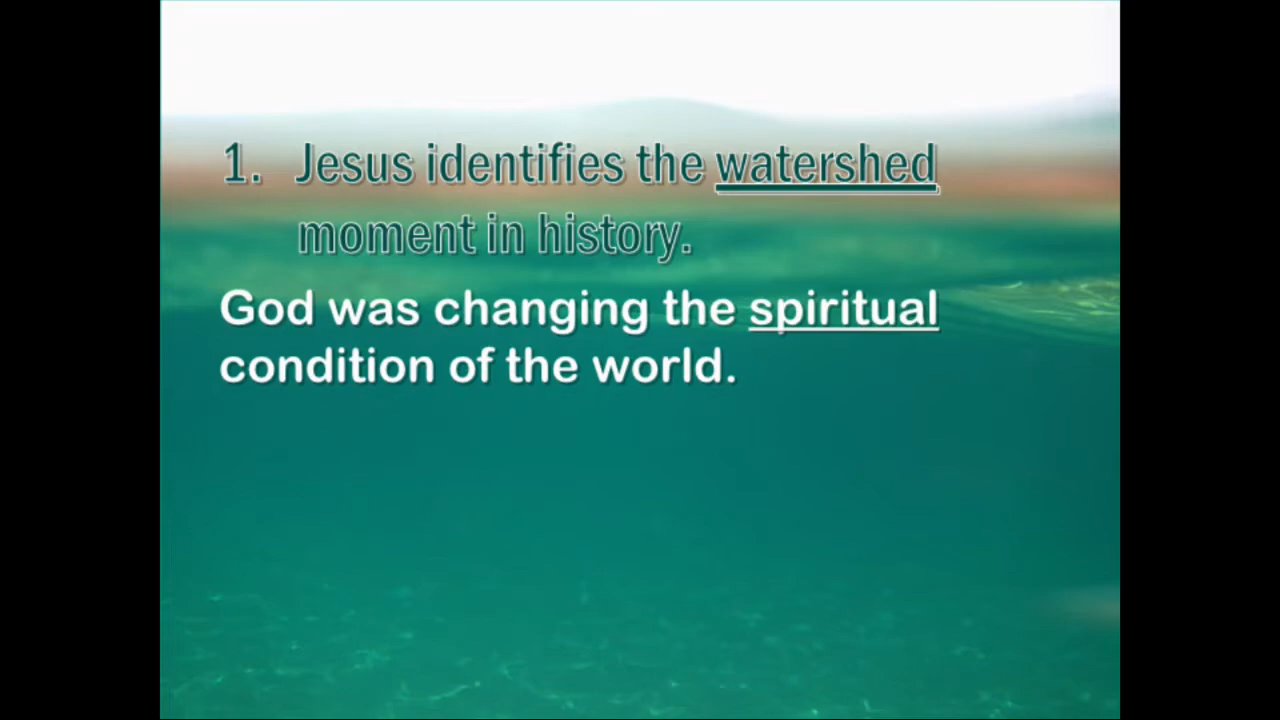 1. Jesus identifies the watershed
moment in history.
God was changing the spiritual
condition of the world.